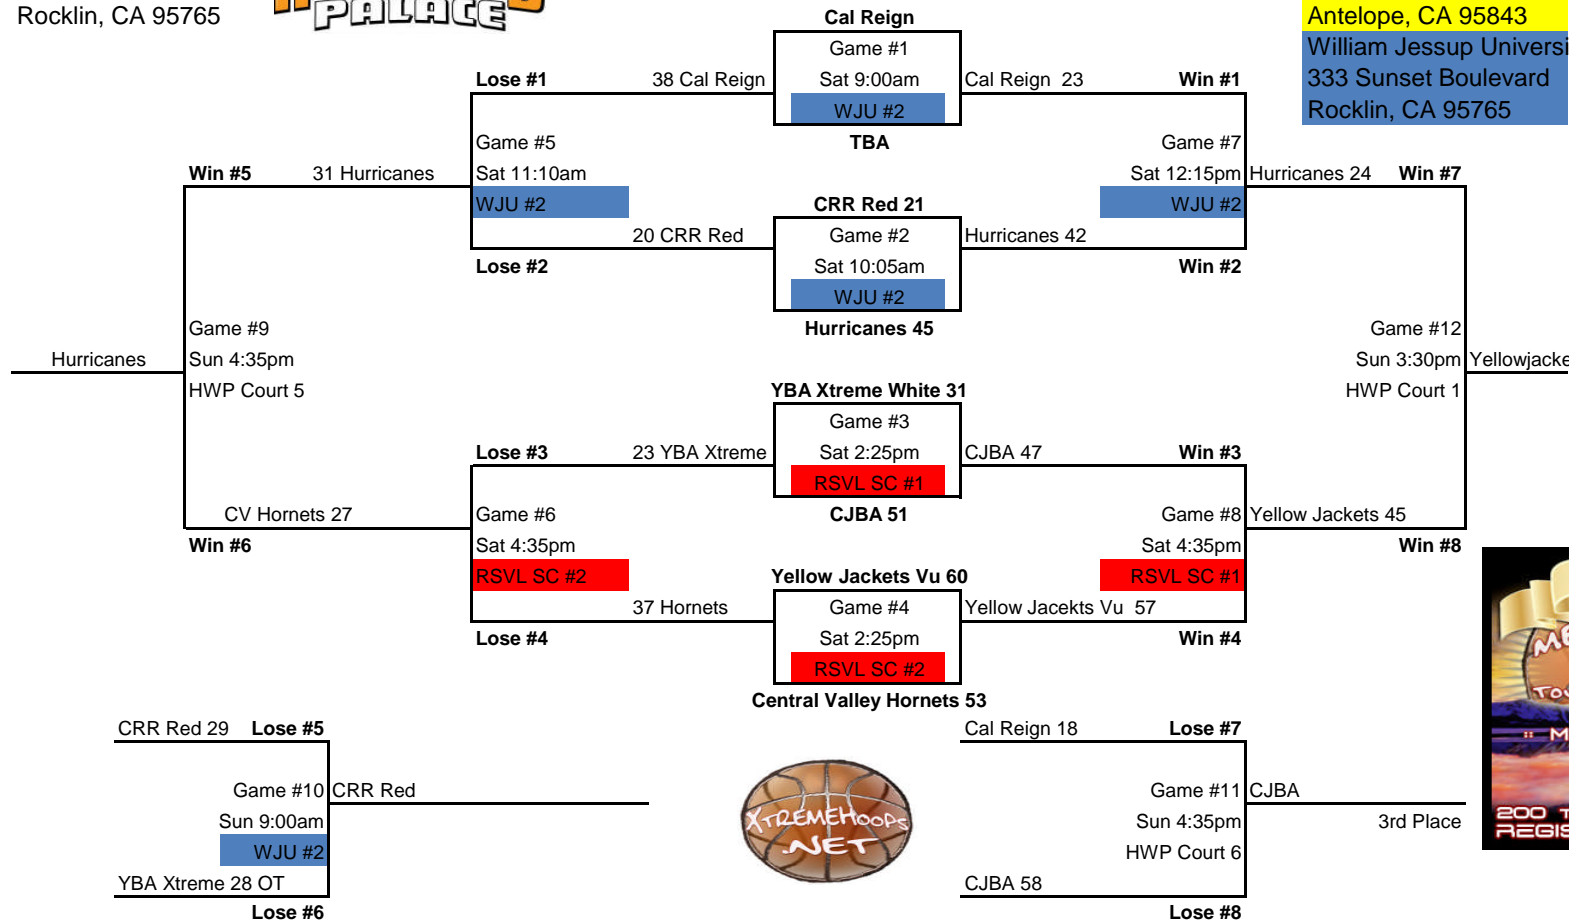 Rocklin, CA 95765
PALACE
Antelope, CA 95843
William Jessup Universi
333 Sunset Boulevard
Rocklin, CA 95765
Cal Reign
Game #1
Lose #1
38 Cal Reign
Sat 9:00am
Cal Reign 23
Win #1
WJU #2
TBA
Game #5
Sat 11:10am
WJU #2
Game #7
Sat 12:15pm
WJU #2
Win #5
31 Hurricanes
Hurricanes 24
Win #7
CRR Red 21
20 CRR Red
Game #2
Hurricanes 42
Lose #2
Sat 10:05am
Win #2
WJU #2
Hurricanes 45
Game #9
Sun 4:35pm
HWP Court 5
Hurricanes
Game #12
Sun 3:30pm
HWP Court 1
Yellowjacke
YBA Xtreme White 31
Game #3
Lose #3
23 YBA Xtreme
Sat 2:25pm
CJBA 47
Win #3
RSVL SC #1
CJBA 51
CV Hornets 27
Win #6
Game #6
Sat 4:35pm
RSVL SC #2
Game #8
Sat 4:35pm
RSVL SC #1
Yellow Jackets 45
Win #8
Yellow Jackets Vu 60
37 Hornets
Game #4
Yellow Jacekts Vu 57
Lose #4
Sat 2:25pm
Win #4
RSVL SC #2
Central Valley Hornets 53
CRR Red 29
Lose #5
Game #10
CRR Red
Sun 9:00am
WJU #2
YBA Xtreme 28 OT
Lose #6
XTREMEHOOPS
.NET
Cal Reign 18
Lose #7
Game #11
CJBA
Sun 4:35pm
3rd Place
HWP Court 6
CJBA 58
Lose #8
ME
TOU
:: M
200 T
REGIS